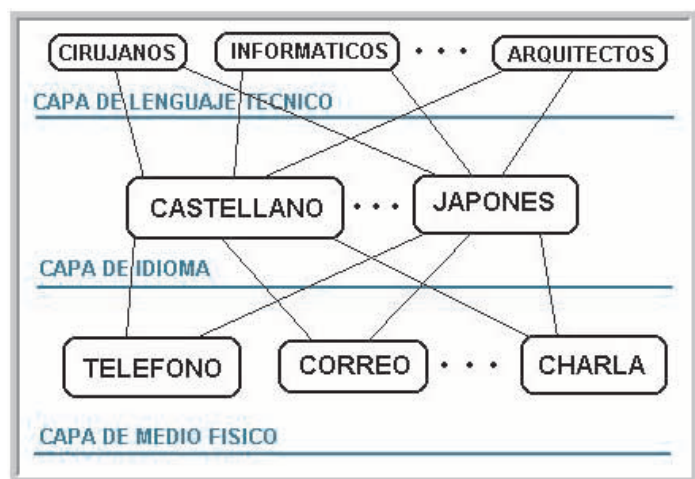 CIRUJANOS INFORMATICOS • • • ARQUITECTOS
CAPA DE LENGUAJE TECNICO
CASTELLANO • • • JAPONES
CAPA DE IDIOMA
TELEFONO CORREO • • • CHARLA
CAPA DE MEDIO FISICO